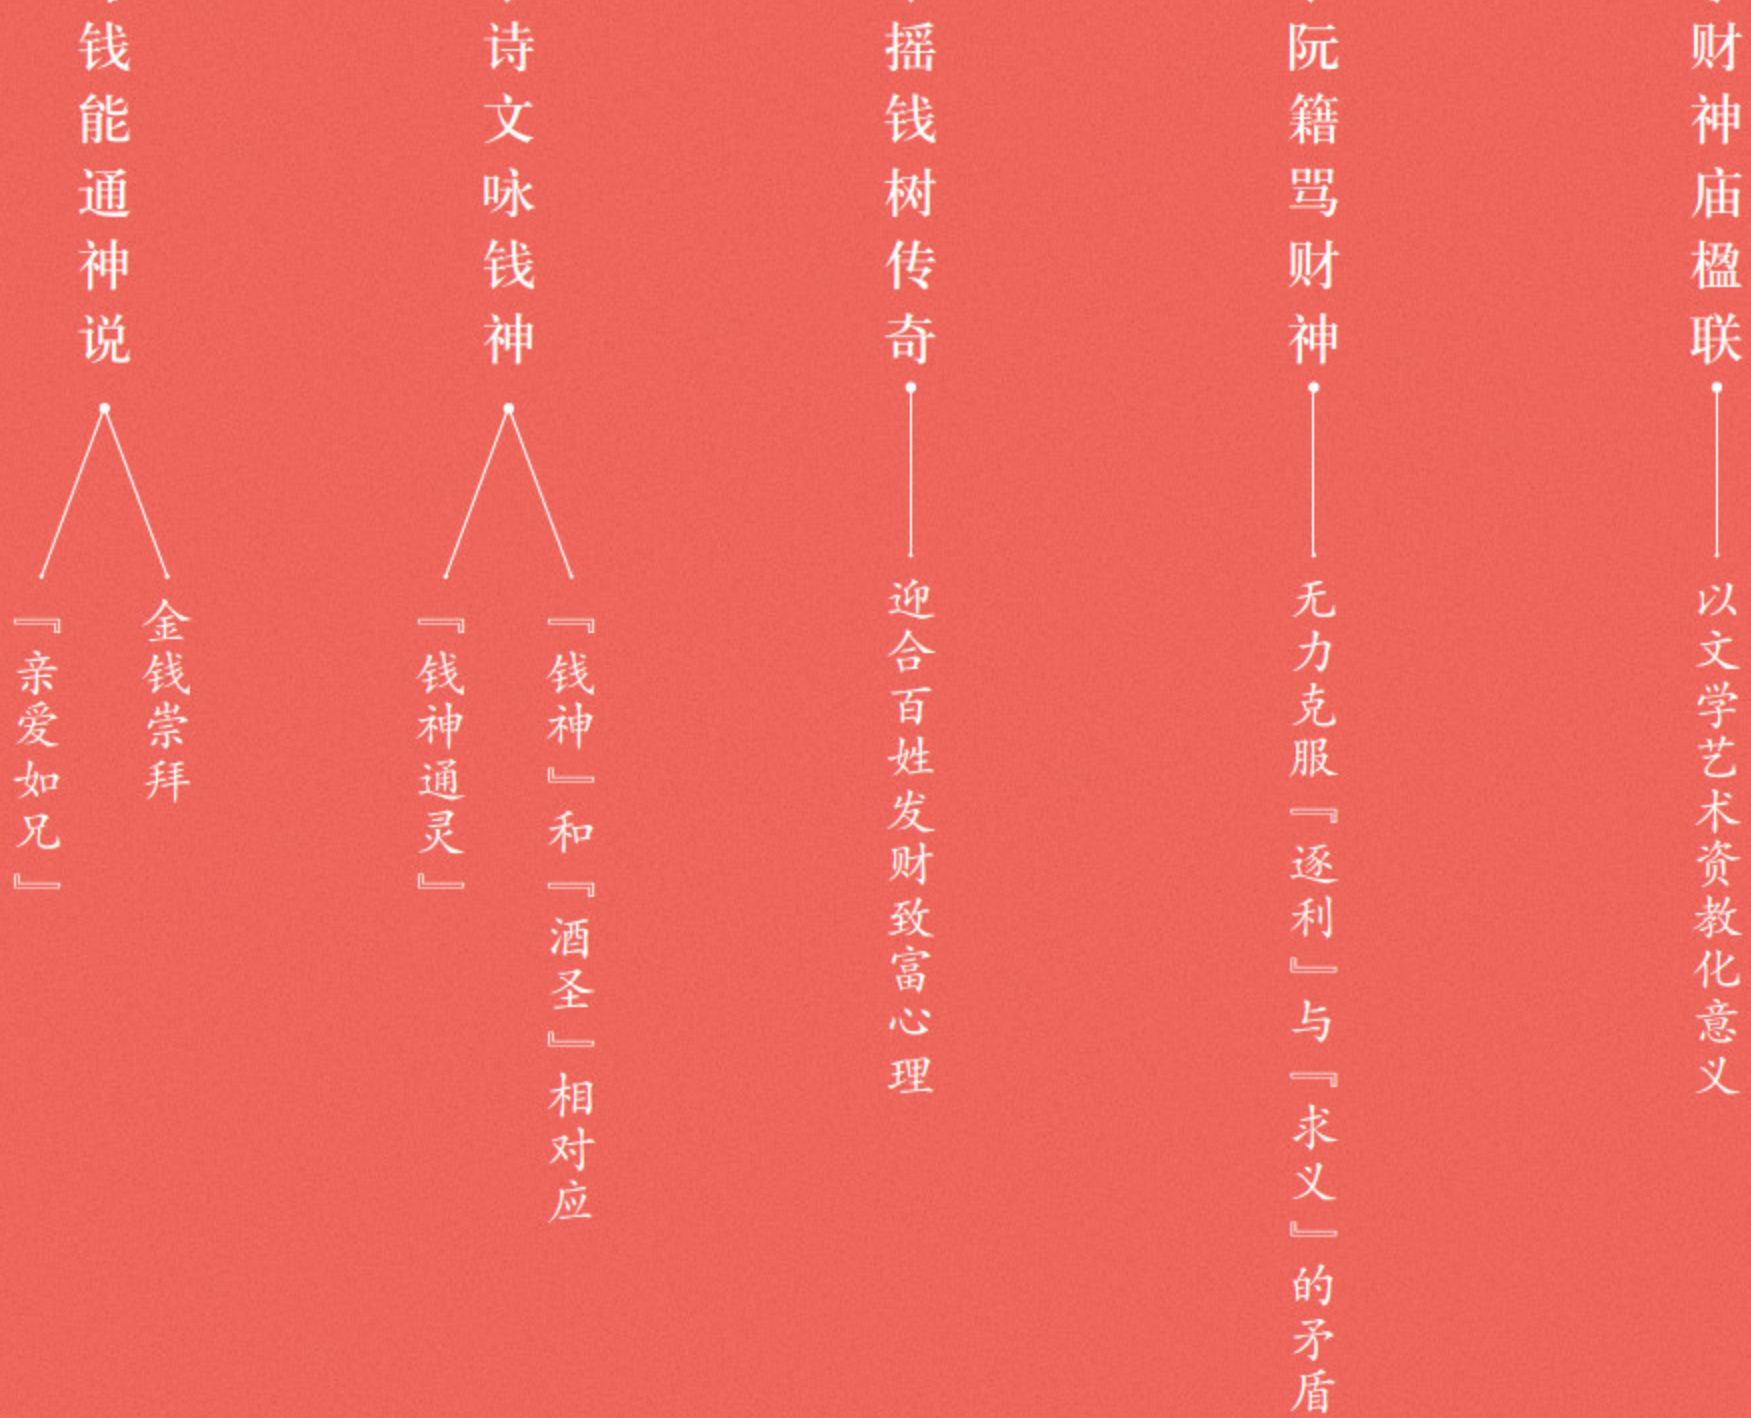 财神庙楹联
以文学艺术资教化意义
阮籍骂财神
无力克服『逐利』与『求义』的矛盾
摇钱树传奇
迎合百姓发财致富心理
诗文咏钱神
『钱神』和『酒圣』相对应
『钱神通灵』
钱能通神说
金钱崇拜
『亲爱如兄』